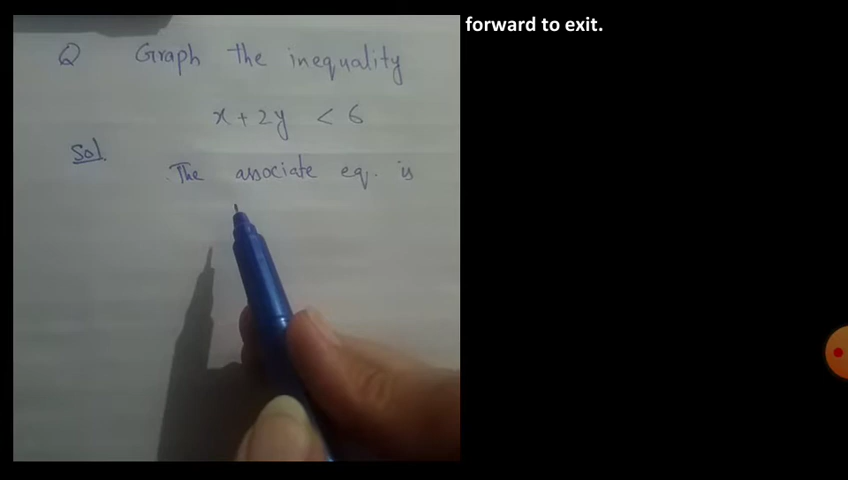 forward to exit.
Q Graph the inequality
x + 2y < 6
Sol.
The associate eq. is